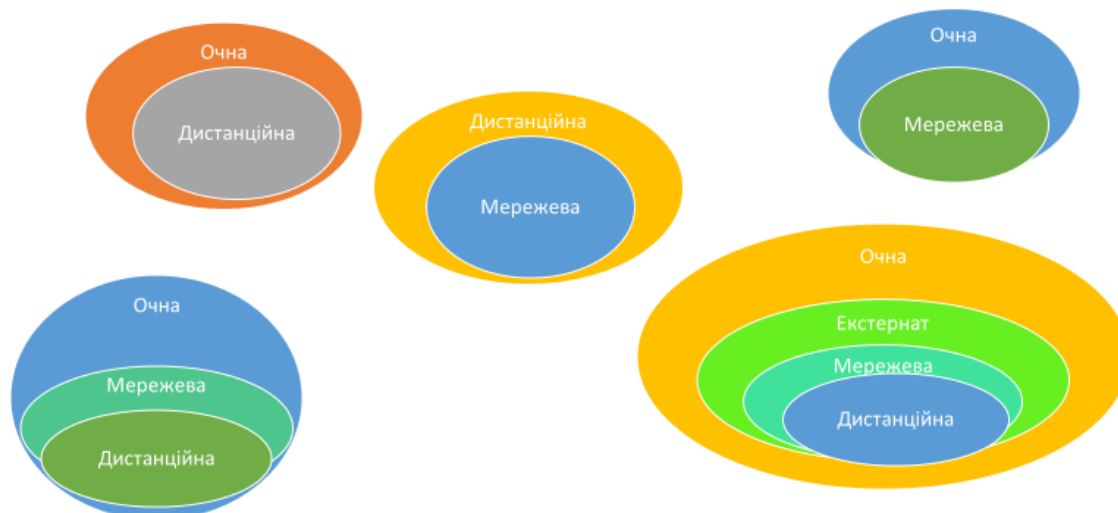 Очна
Дистанційна
Дистанційна
Мережева
Очна
Мережева
Очна
Мережева
Дистанційна
Очна
Екстернат
Мережева
Дистанційна